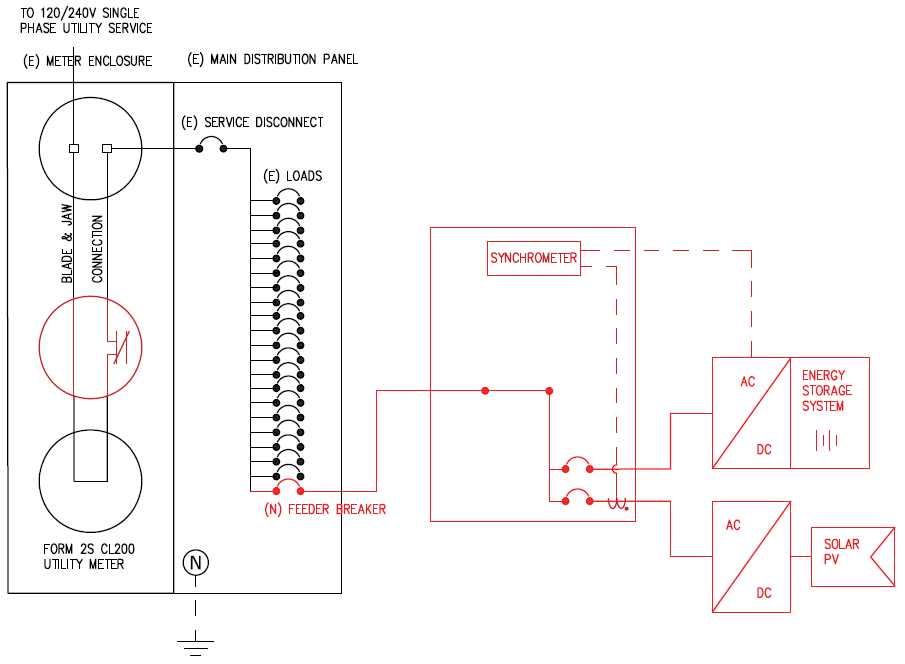 TO 120/240V SINGLE
PHASE UTILITY SERVICE
(E) METER ENCLOSURE
(E) MAIN DISTRIBUTION PANEL
(E) SERVICE DISCONNECT
(E) LOADS
BLADE & JAW
CONNECTION
SYNCHROMETER
AC
DC
ENERGY
STORAGE
SYSTEM
(N) FEEDER BREAKER
FORM 2S CL200
UTILITY METER
N
AC
DC
SOLAR
PV